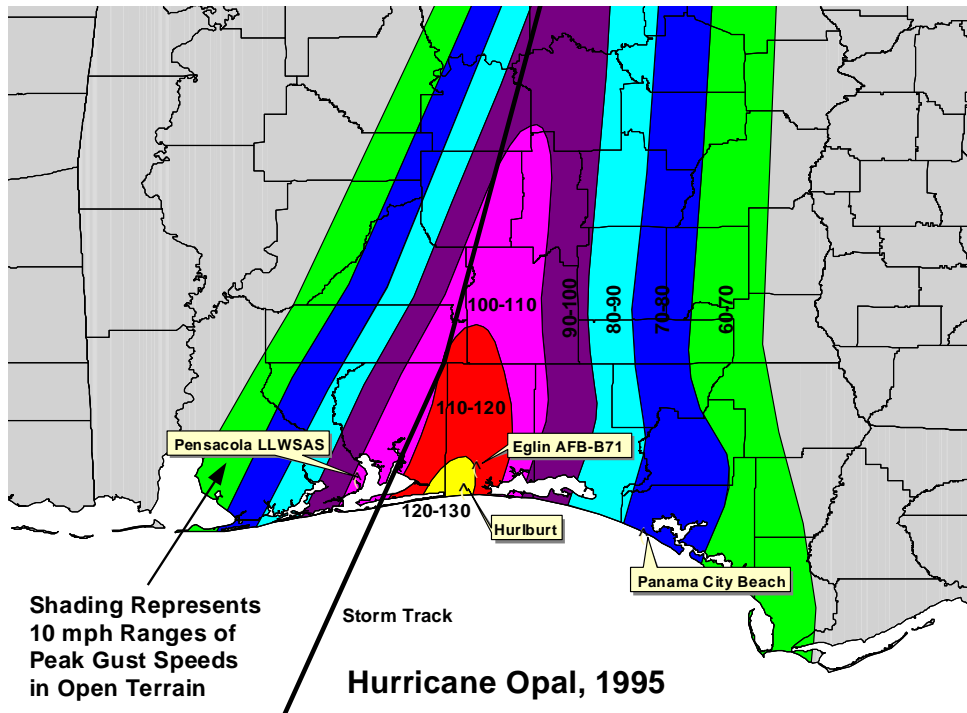 100-110
90-100
80-90
70-80
60-70
110-120
Pensacola LLWSAS
Eglin AFB-B71
120-130
Hurlburt
Panama City Beach
Shading Represents
10 mph Ranges of
Peak Gust Speeds
in Open Terrain
Storm Track
Hurricane Opal, 1995